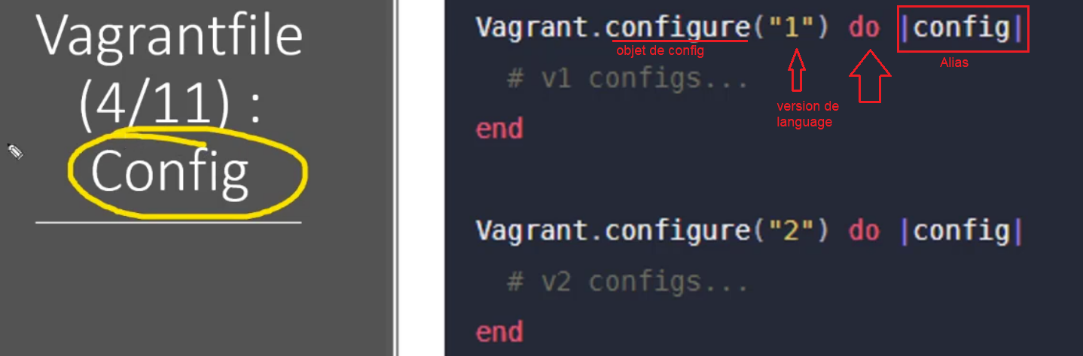 Vagrantfile
(4/11) :
Config
Vagrant.configure("1") do |config|
objet de config
Alias
# v1 configs...
version de
language
end
Vagrant.configure("2") do |config|
# v2 configs...
end